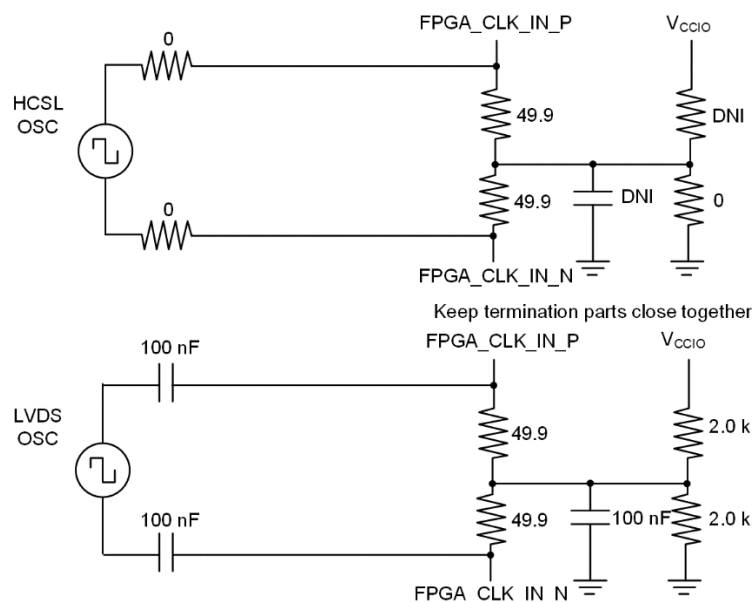 FPGA_CLK_IN_P
V_CCIO
0
HCSL
OSC
49.9
DNI
0
49.9
DNI
0
FPGA_CLK_IN_N
Keep termination parts close together
FPGA_CLK_IN_P
V_CCIO
100 nF
LVDS
OSC
49.9
2.0 k
100 nF
49.9
100 nF
2.0 k
FPGA_CLK_IN_N